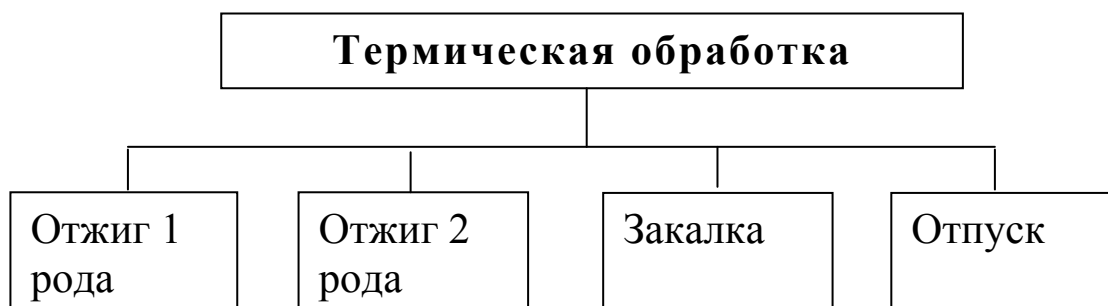 Термическая обработка
Отжиг 1
рода
Отжиг 2
рода
Закалка
Отпуск